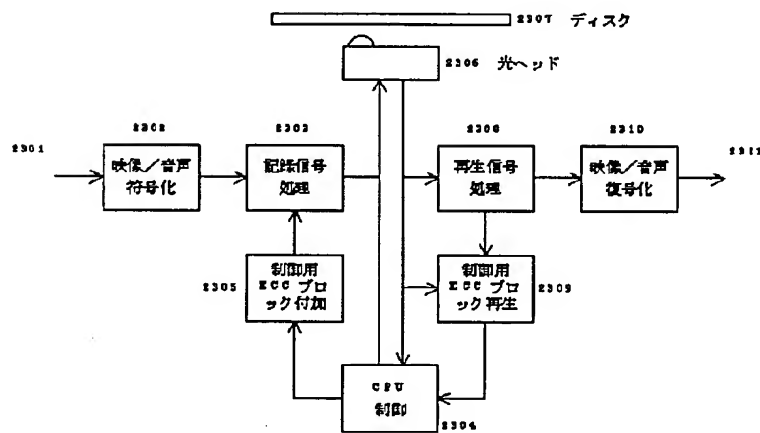 2307 ディスク
2306 光ヘッド
2301
2302
映像／音声
符号化
2303
記録信号
処理
2308
再生信号
処理
2310
映像／音声
復号化
2305
制御用
ECC ブロ
ック付加
制御用
ECC ブロ
ック再生
2309
CPU
制御
2304